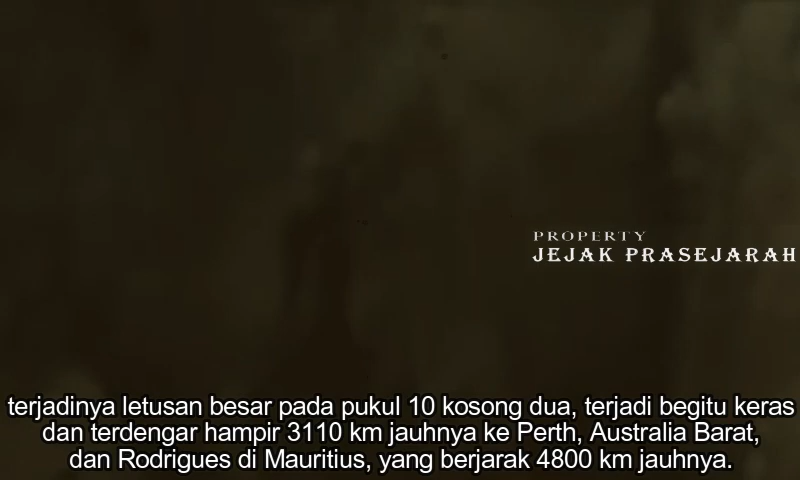 PROPERTY
JEJAK PRASEJARAH
terjadinya letusan besar pada pukul 10 kosong dua, terjadi begitu keras
dan terdengar hampir 3110 km jauhnya ke Perth, Australia Barat,
dan Rodrigues di Mauritius, yang berjarak 4800 km jauhnya.